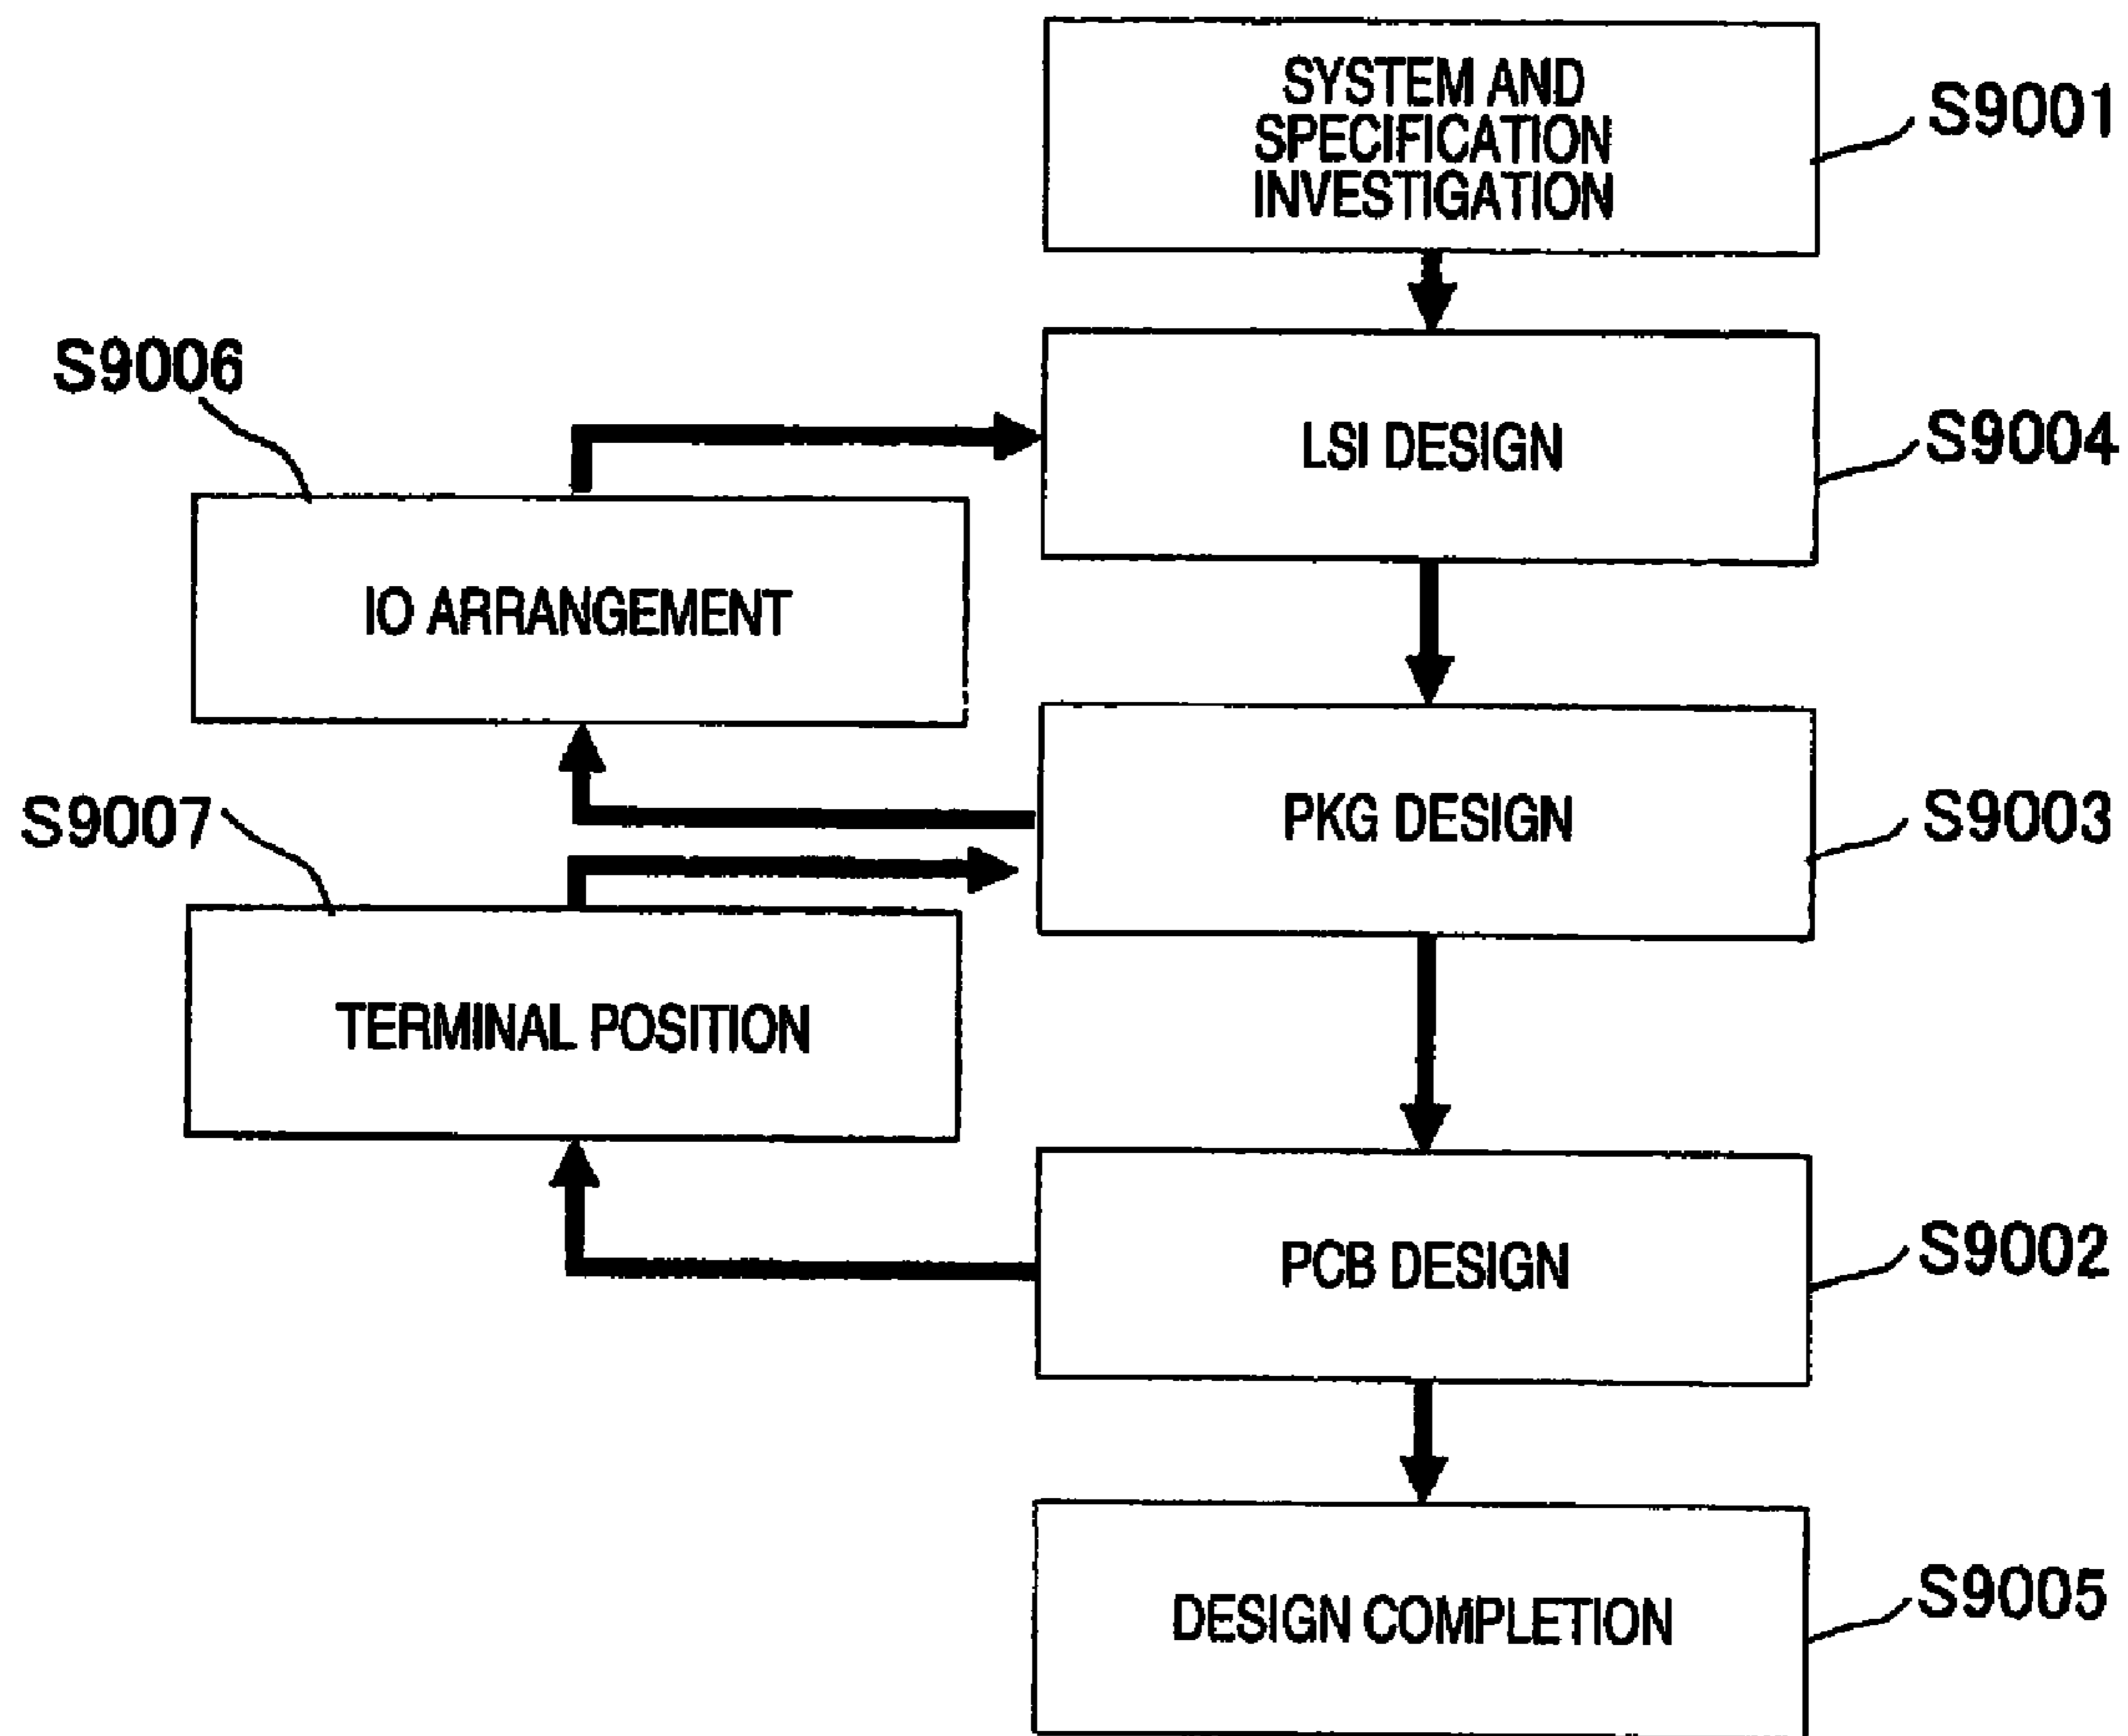 SYSTEM AND
SPECIFICATION
INVESTIGATION
S9001
S9006
LSI DESIGN
S9004
IO ARRANGEMENT
S9007
PKG DESIGN
S9003
TERMINAL POSITION
PCB DESIGN
S9002
DESIGN COMPLETION
S9005